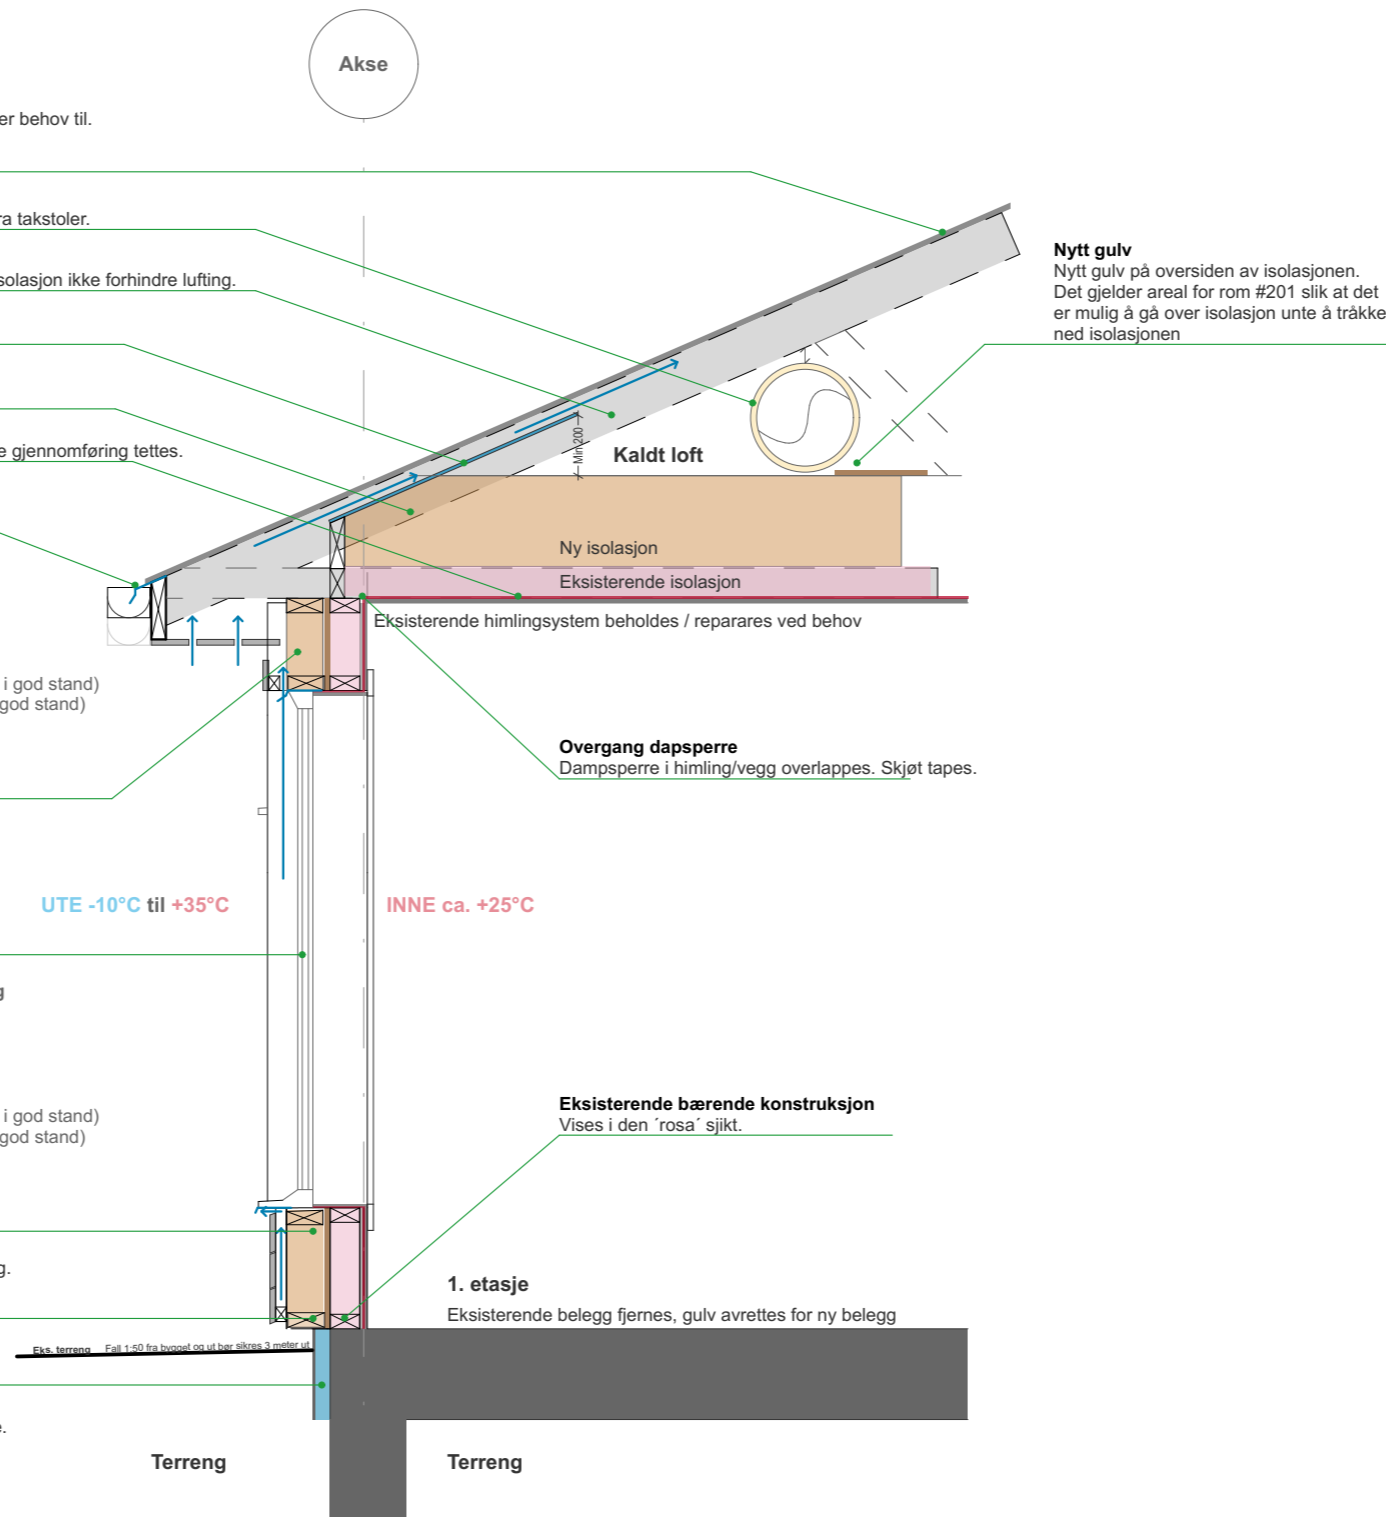 Akse
er behov til.
ra takstoler.
Nytt gulv
Nytt gulv på oversiden av isolasjonen.
Det gjelder areal for rom #201 slik at det
er mulig å gå over isolasjon unte å tråkke
ned isolasjonen
solasjon ikke forhindre lufting.
Min 200
e gjennomføring tettes.
Kaldt loft
Ny isolasjon
Eksisterende isolasjon
Eksisterende himlingsystem beholdes / reparares ved behov
i god stand)
god stand)
Overgang dapsperre
Dampsperre i himling/vegg overlappes. Skjøt tapes.
UTE -10°C til +35°C
INNE ca. +25°C
g
i god stand)
god stand)
Eksisterende bærende konstruksjon
Vises i den ´rosa´ sjikt.
g.
1. etasje
Eksisterende belegg fjernes, gulv avrettes for ny belegg
Eks. terreng Fall 1:50 fra bygget og ut bør sikres 3 meter ut
e.
Terreng
Terreng